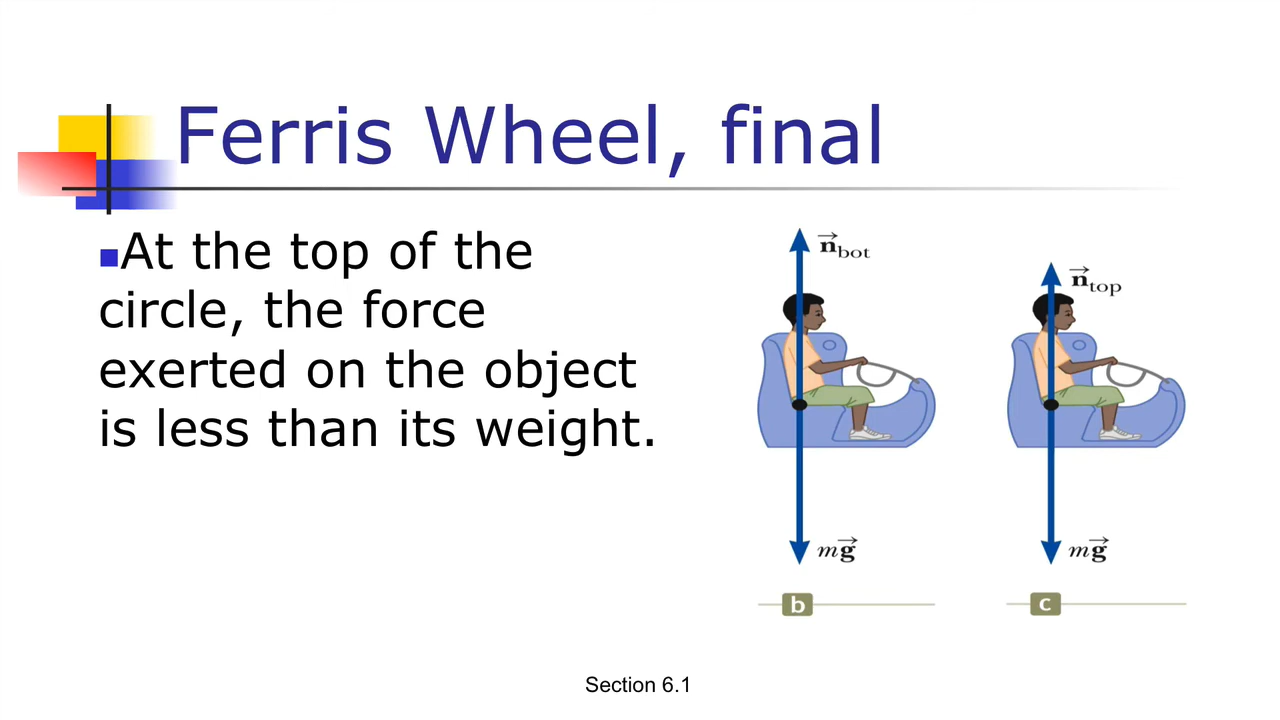 Ferris Wheel, final
At the top of the
circle, the force
exerted on the object
is less than its weight.
n⃗bot
n⃗top
mg⃗
mg⃗
b
c
Section 6.1